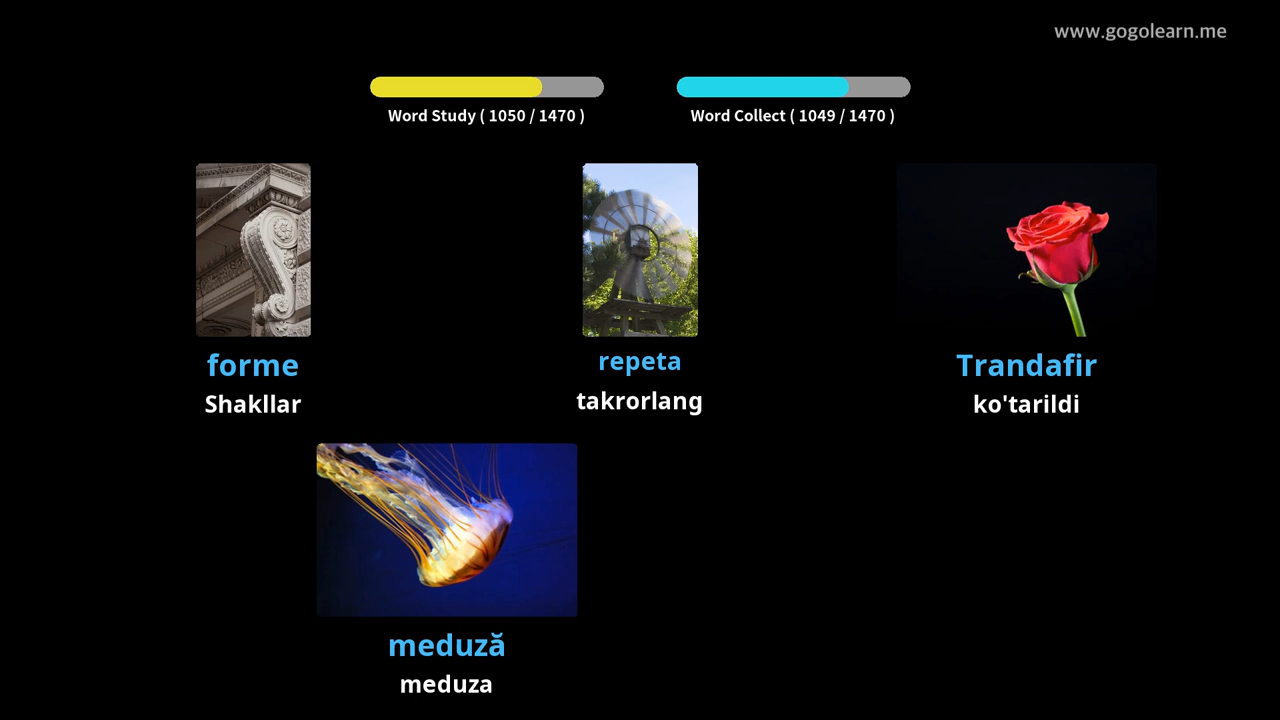 www.gogolearn.me
Word Study ( 1050 / 1470 )
Word Collect ( 1049 / 1470 )
forme
Shakllar
repeta
takrorlang
Trandafir
ko'tarildi
meduză
meduza